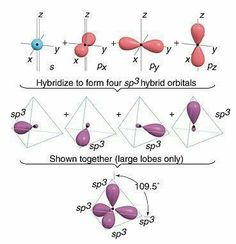 z z z z
+ + +
y y y y
x s x px x py x pz
Hybridize to form four sp3 hybrid orbitals
+ + +
sp3 sp3 sp3 sp3
Shown together (large lobes only)
sp3
109.5°
sp3 sp3
sp3